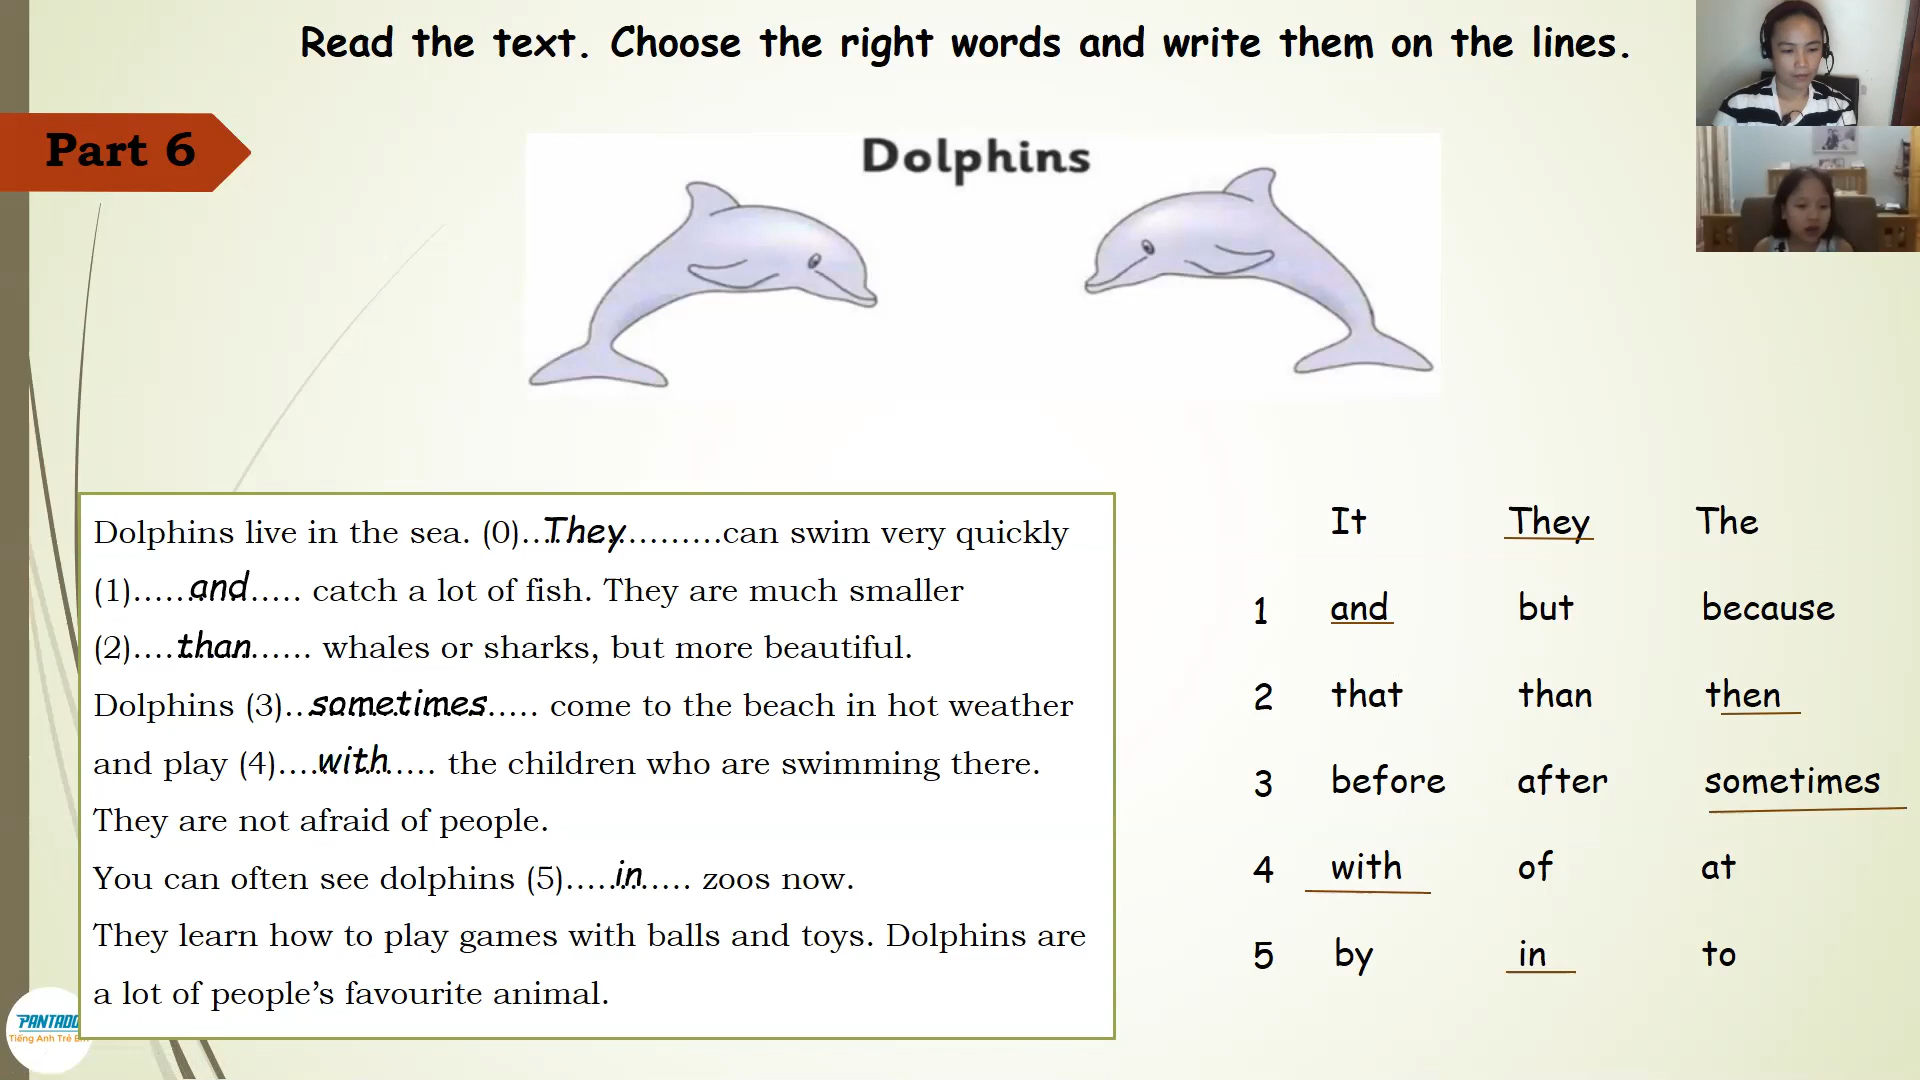 Read the text. Choose the right words and write them on the lines.
Part 6
Dolphins
Dolphins live in the sea. (0)...They..........can swim very quickly
(1)......and...... catch a lot of fish. They are much smaller
(2)....than...... whales or sharks, but more beautiful.
Dolphins (3)..sometimes..... come to the beach in hot weather
and play (4)....with..... the children who are swimming there.
They are not afraid of people.
You can often see dolphins (5).....in..... zoos now.
They learn how to play games with balls and toys. Dolphins are
a lot of people’s favourite animal.
It They The
1 and but because
2 that than then
3 before after sometimes
4 with of at
5 by in to
PANTADO
Tiếng Anh Trẻ Em